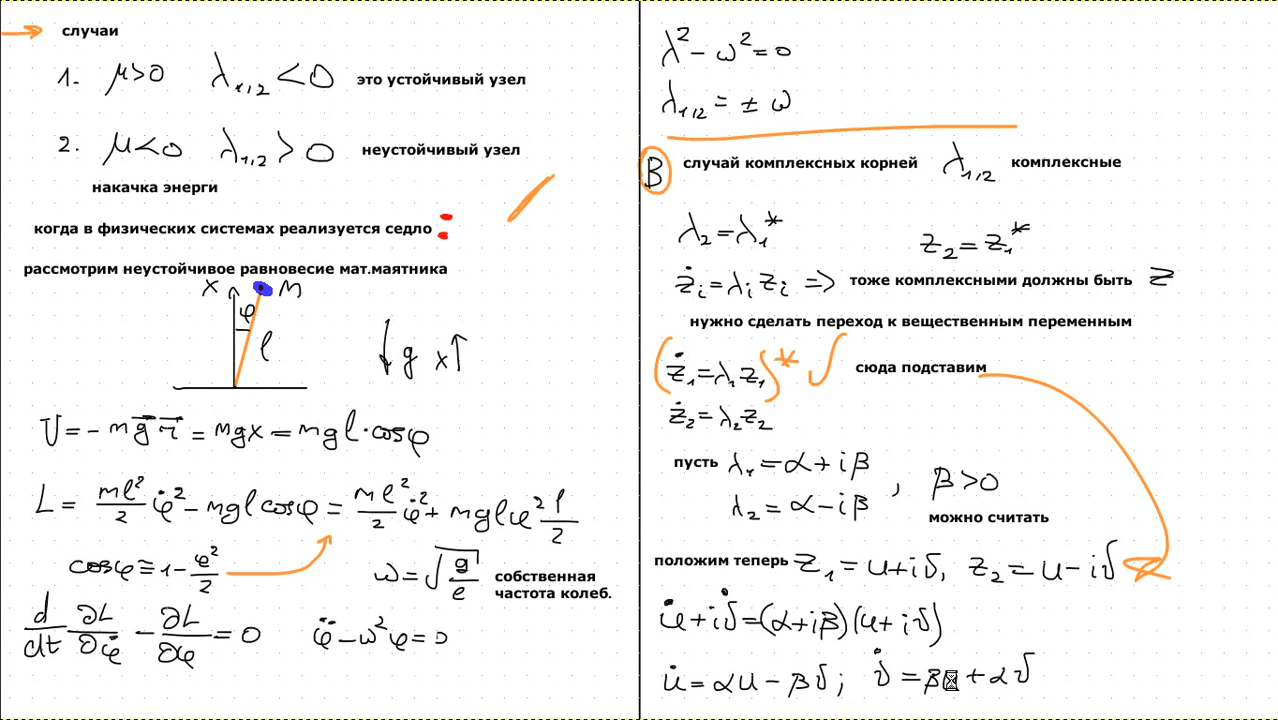 случаи
1. μ>0 λ₁,₂<0 это устойчивый узел
2. μ<0 λ₁,₂>0 неустойчивый узел
накачка энерги
когда в физических системах реализуется седло :
рассмотрим неустойчивое равновесие мат.маятника
x m
φ
l
g x↑
U = - m g⃗ r⃗ = mgx = mgl·cosφ
L = ml²/2 φ̇² - mgl cosφ = ml²/2 φ̇² + mglφ² 1/2
cosφ ≅ 1 - φ²/2
ω = √(g/e) собственная
частота колеб.
d/dt ∂L/∂φ̇ - ∂L/∂φ = 0 φ̈ - ω²φ = 0
λ² - ω² = 0
λ₁,₂ = ± ω
B случай комплексных корней λ₁,₂ комплексные
λ₂ = λ₁* z₂ = z₁*
żᵢ = λᵢ zᵢ => тоже комплексными должны быть z
нужно сделать переход к вещественным переменным
(ż₁ = λ₁z₁)* сюда подставим
ż₂ = λ₂z₂
пусть λ₁ = α + iβ
λ₂ = α - iβ , β>0
можно считать
положим теперь z₁ = u + iv, z₂ = u - iv
u̇ + iv̇ = (α + iβ)(u + iv)
u̇ = αu - βv ; v̇ = β + αv